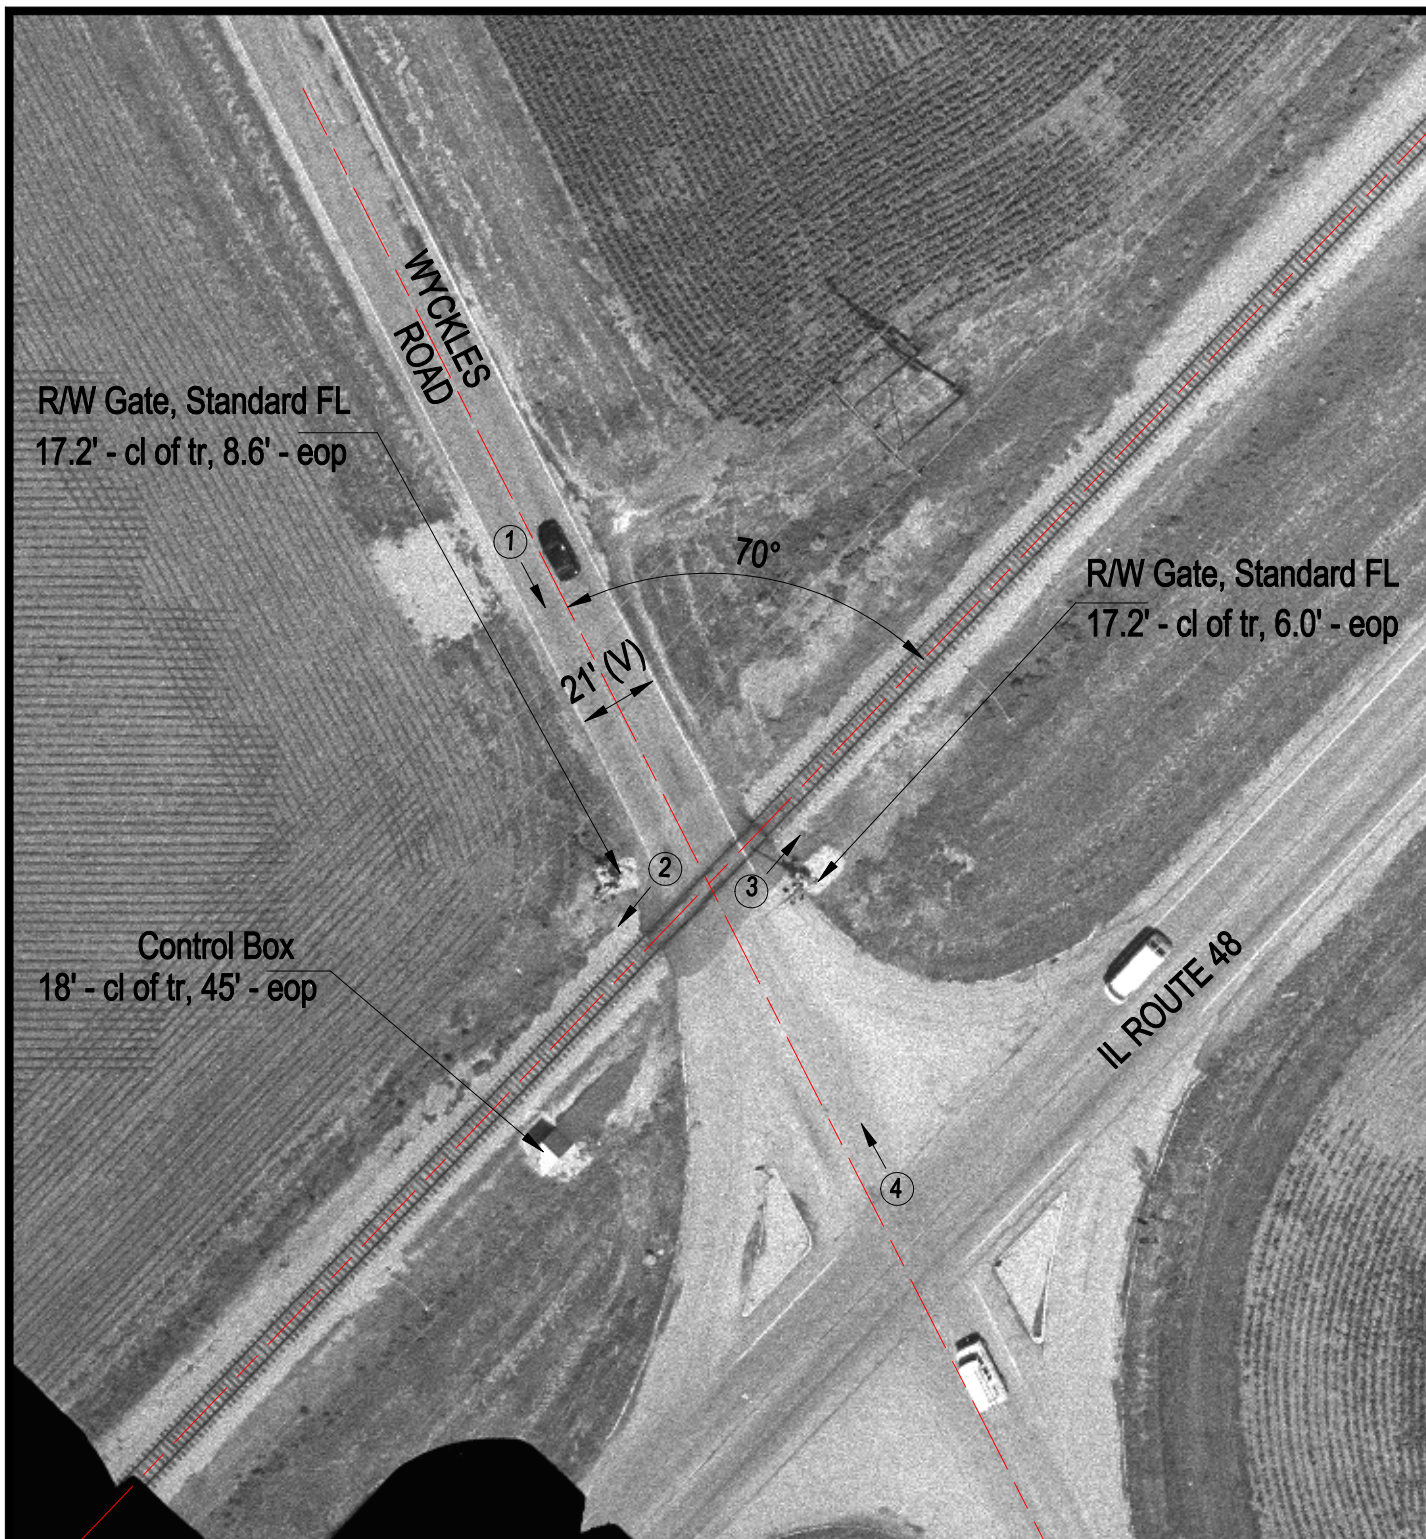 WYCKLES
ROAD
R/W Gate, Standard FL
17.2' - cl of tr, 8.6' - eop
1
70°
R/W Gate, Standard FL
17.2' - cl of tr, 6.0' - eop
21' (V)
2
3
Control Box
18' - cl of tr, 45' - eop
IL ROUTE 48
4